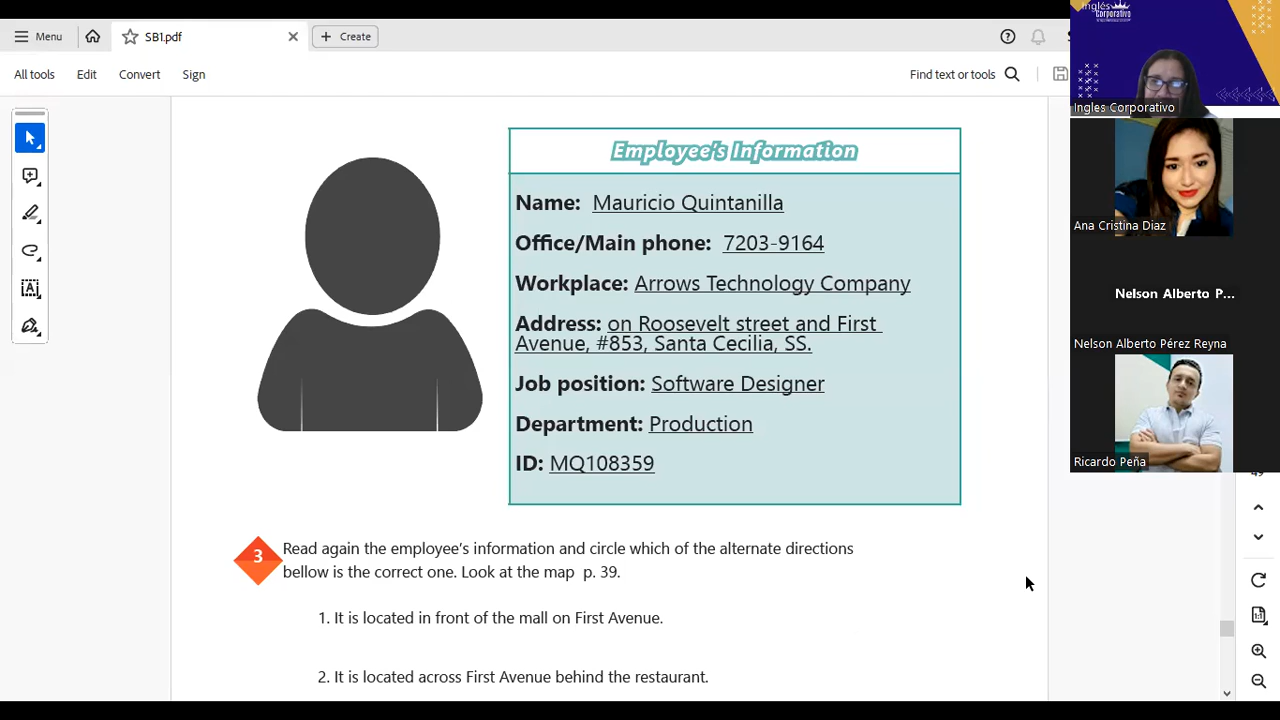 Menu
SB1.pdf
Create
All tools
Edit
Convert
Sign
Find text or tools
Employee's Information
Name: Mauricio Quintanilla
Office/Main phone: 7203-9164
Workplace: Arrows Technology Company
Address: on Roosevelt street and First
Avenue, #853, Santa Cecilia, SS.
Job position: Software Designer
Department: Production
ID: MQ108359
3
Read again the employee's information and circle which of the alternate directions
bellow is the correct one. Look at the map p. 39.
1. It is located in front of the mall on First Avenue.
2. It is located across First Avenue behind the restaurant.
Inglés
Corporativo
Ingles Corporativo
Ana Cristina Diaz
Nelson Alberto P...
Nelson Alberto Pérez Reyna
Ricardo Peña